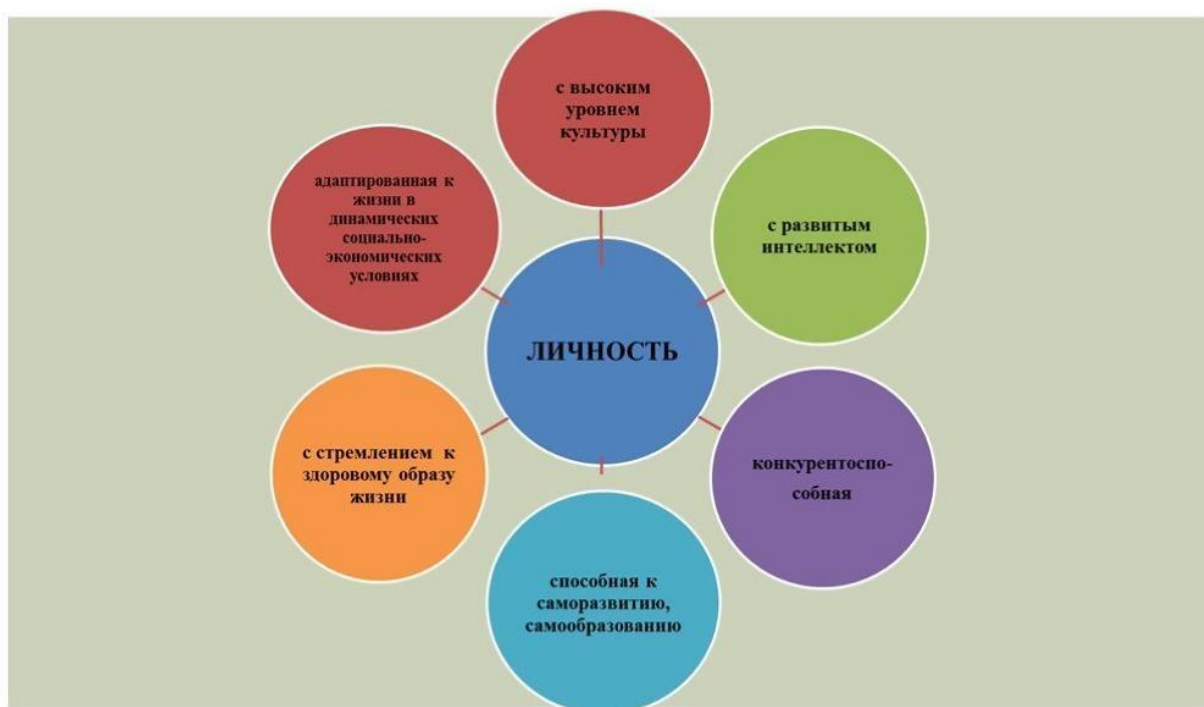 с высоким
уровнем
культуры
с развитым
интеллектом
конкурентоспо-
собная
способная к
саморазвитию,
самообразованию
с стремлением к
здоровому образу
жизни
адаптированная к
жизни в
динамических
социально-
экономических
условиях
ЛИЧНОСТЬ